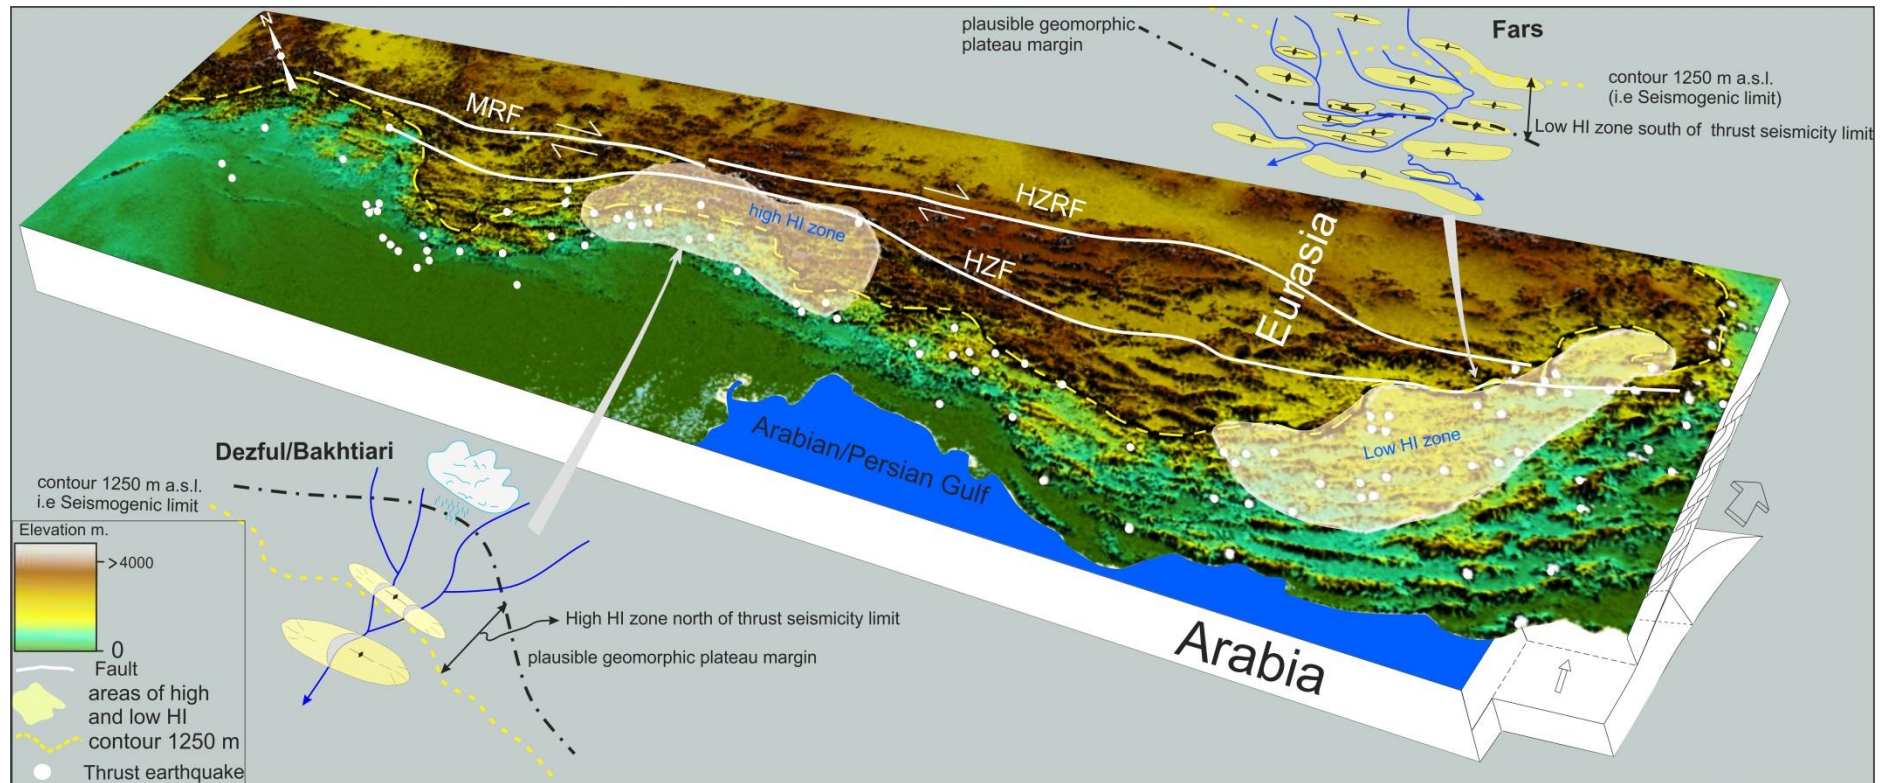 N
MRF
HZRF
HZF
Eurasia
high HI zone
Low HI zone
Arabian/Persian Gulf
Arabia
plausible geomorphic
plateau margin
Fars
contour 1250 m a.s.l.
(i.e Seismogenic limit)
Low HI zone south of thrust seismicity limit
Dezful/Bakhtiari
contour 1250 m a.s.l.
i.e Seismogenic limit
High HI zone north of thrust seismicity limit
plausible geomorphic plateau margin
Elevation m.
>4000
0
Fault
areas of high
and low HI
contour 1250 m
Thrust earthquake